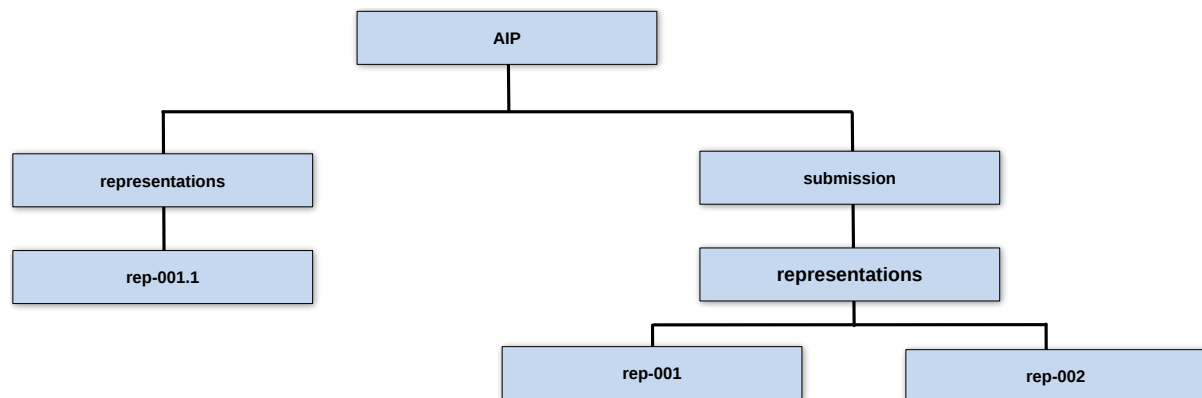 AIP
representations
submission
rep-001.1
representations
rep-001
rep-002